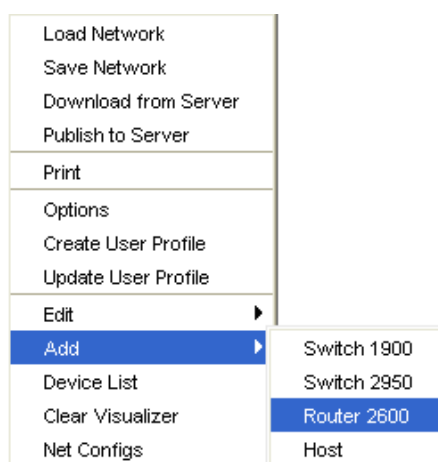 Load Network
Save Network
Download from Server
Publish to Server
Print
Options
Create User Profile
Update User Profile
Edit
Add
Device List
Clear Visualizer
Net Configs
Switch 1900
Switch 2950
Router 2600
Host